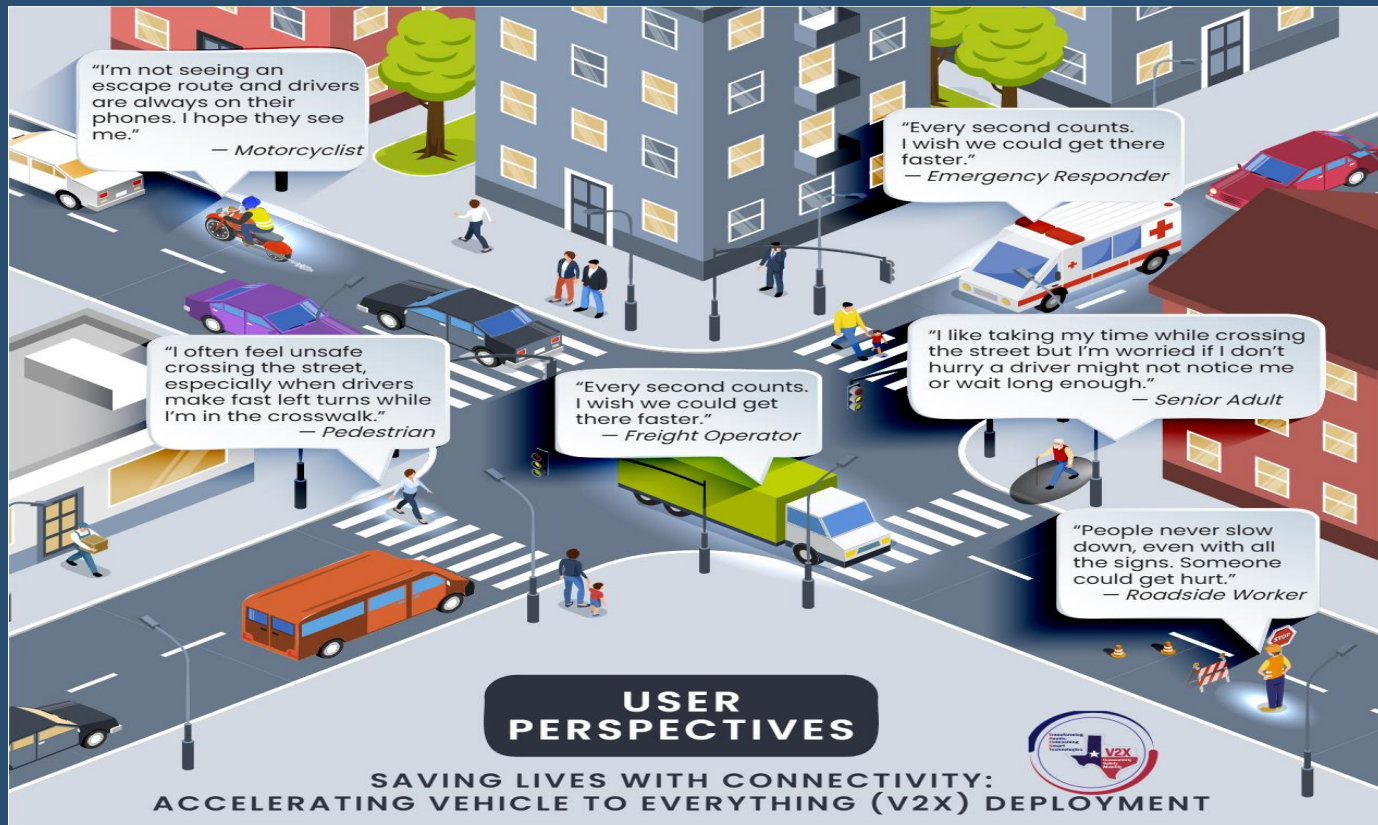 “I’m not seeing an
escape route and drivers
are always on their
phones. I hope they see
me.”
— Motorcyclist
“Every second counts.
I wish we could get there
faster.”
— Emergency Responder
“I often feel unsafe
crossing the street,
especially when drivers
make fast left turns while
I’m in the crosswalk.”
— Pedestrian
“Every second counts.
I wish we could get
there faster.”
— Freight Operator
“I like taking my time while crossing
the street but I’m worried if I don’t
hurry a driver might not notice me
or wait long enough.”
— Senior Adult
“People never slow
down, even with all
the signs. Someone
could get hurt.”
— Roadside Worker
STOP
USER
PERSPECTIVES
V2X
SAVING LIVES WITH CONNECTIVITY:
ACCELERATING VEHICLE TO EVERYTHING (V2X) DEPLOYMENT